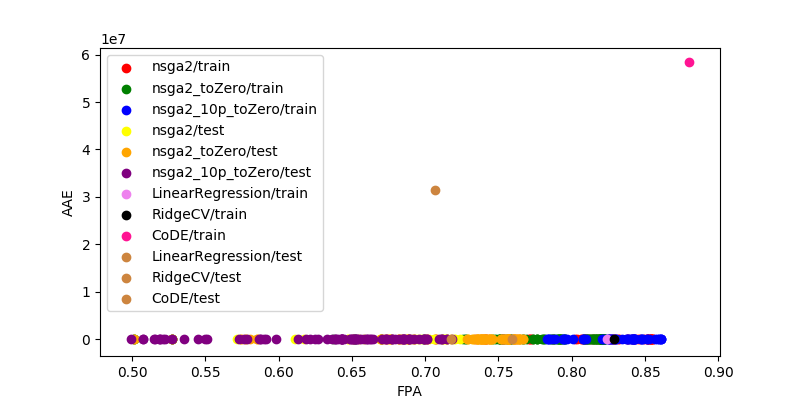 1e7
6
5
4
3
2
1
0
AAE
nsga2/train
nsga2_toZero/train
nsga2_10p_toZero/train
nsga2/test
nsga2_toZero/test
nsga2_10p_toZero/test
LinearRegression/train
RidgeCV/train
CoDE/train
LinearRegression/test
RidgeCV/test
CoDE/test
0.50 0.55 0.60 0.65 0.70 0.75 0.80 0.85 0.90
FPA